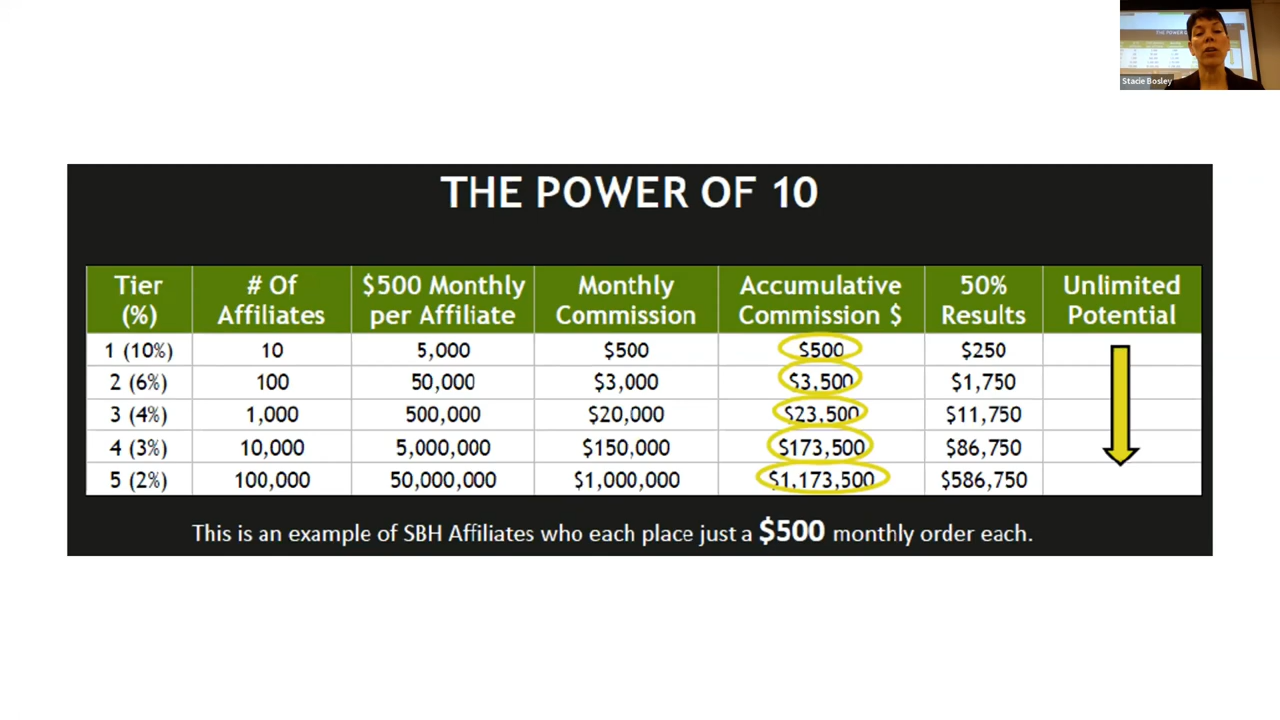 THE POWER OF
Stacie Bosley
THE POWER OF 10
Tier (%) # Of Affiliates $500 Monthly per Affiliate Monthly Commission Accumulative Commission $ 50% Results Unlimited Potential
1 (10%) 10 5,000 $500 $500 $250
2 (6%) 100 50,000 $3,000 $3,500 $1,750
3 (4%) 1,000 500,000 $20,000 $23,500 $11,750
4 (3%) 10,000 5,000,000 $150,000 $173,500 $86,750
5 (2%) 100,000 50,000,000 $1,000,000 $1,173,500 $586,750
This is an example of SBH Affiliates who each place just a $500 monthly order each.